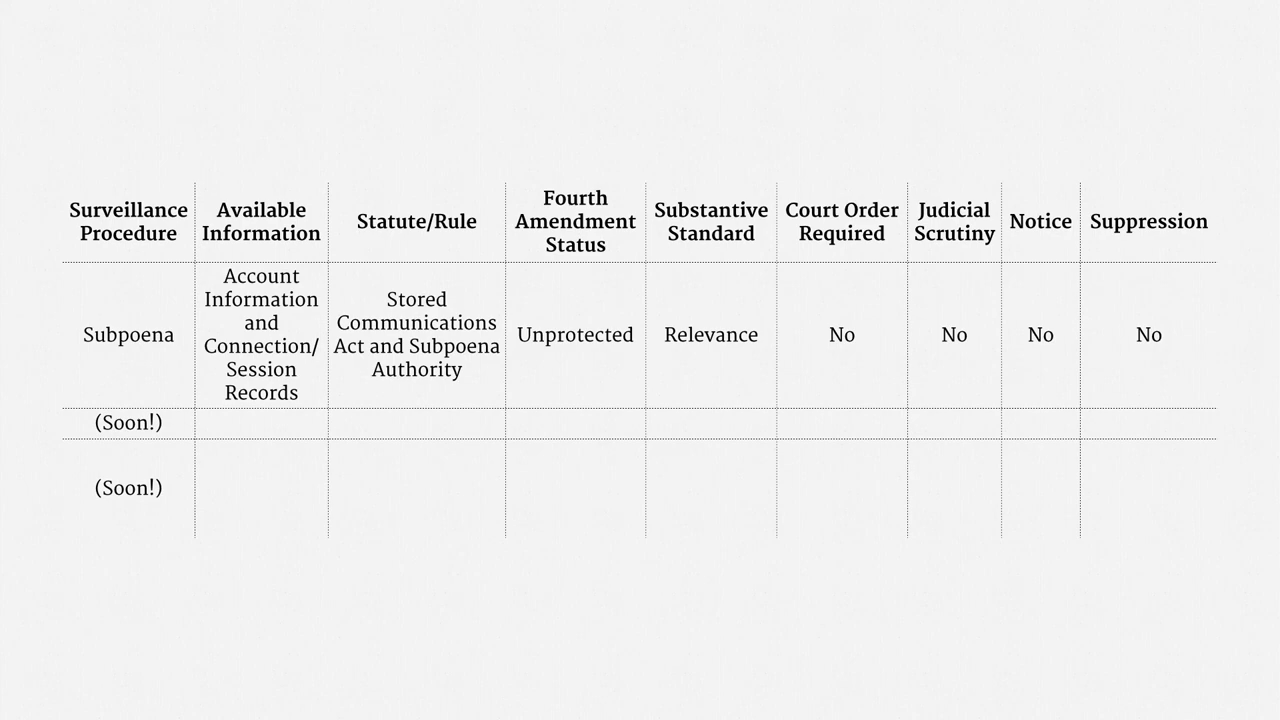 Surveillance
Procedure
Available
Information
Statute/Rule
Fourth
Amendment
Status
Substantive
Standard
Court Order
Required
Judicial
Scrutiny
Notice
Suppression
Subpoena
Account
Information
and
Connection/
Session
Records
Stored
Communications
Act and Subpoena
Authority
Unprotected
Relevance
No
No
No
No
(Soon!)
(Soon!)